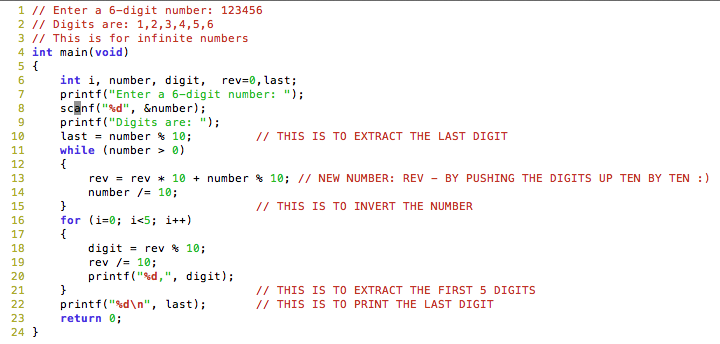 1 // Enter a 6-digit number: 123456
2 // Digits are: 1,2,3,4,5,6
3 // This is for infinite numbers
4 int main(void)
5 {
6     int i, number, digit,  rev=0,last;
7     printf("Enter a 6-digit number: ");
8     scanf("%d", &number);
9     printf("Digits are: ");
10     last = number % 10;         // THIS IS TO EXTRACT THE LAST DIGIT
11     while (number > 0)
12     {
13         rev = rev * 10 + number % 10; // NEW NUMBER: REV - BY PUSHING THE DIGITS UP TEN BY TEN :)
14         number /= 10;
15     }                           // THIS IS TO INVERT THE NUMBER
16     for (i=0; i<5; i++)
17     {
18         digit = rev % 10;
19         rev /= 10;
20         printf("%d,", digit);
21     }                           // THIS IS TO EXTRACT THE FIRST 5 DIGITS
22     printf("%d\n", last);       // THIS IS TO PRINT THE LAST DIGIT
23     return 0;
24 }